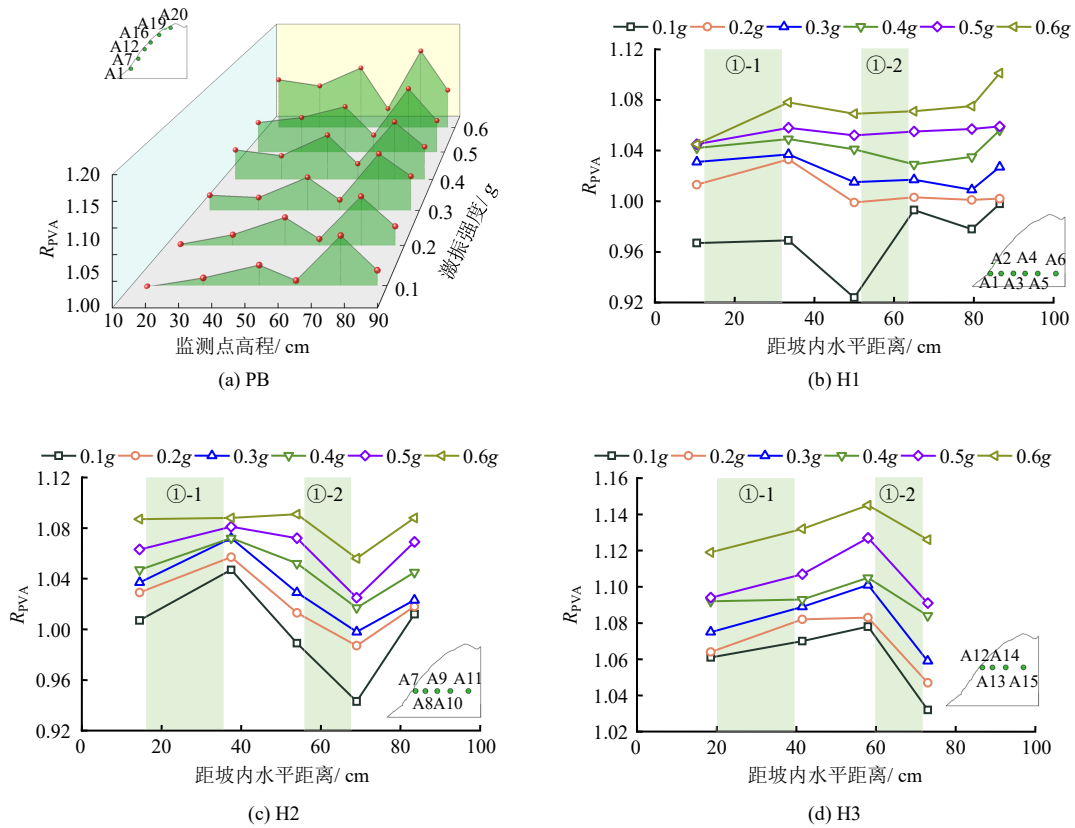 A20
A19
A16
A12
A7
A1
1.20
1.15
1.10
1.05
1.00
R_PVA
10 20 30 40 50 60 70 80 90
监测点高程/ cm
0.1
0.2
0.3
0.4
0.5
0.6
激振强度/ g
(a) PB
0.1g 0.2g 0.3g 0.4g 0.5g 0.6g
1.12
1.08
1.04
1.00
0.96
0.92
R_PVA
①-1 ①-2
A2 A4 A6
A1 A3 A5
0 20 40 60 80 100
距坡内水平距离/ cm
(b) H1
0.1g 0.2g 0.3g 0.4g 0.5g 0.6g
1.12
1.08
1.04
1.00
0.96
0.92
R_PVA
①-1 ①-2
A7 A9 A11
A8A10
0 20 40 60 80 100
距坡内水平距离/ cm
(c) H2
0.1g 0.2g 0.3g 0.4g 0.5g 0.6g
1.16
1.14
1.12
1.10
1.08
1.06
1.04
1.02
R_PVA
①-1 ①-2
A12A14
A13 A15
0 20 40 60 80 100
距坡内水平距离/ cm
(d) H3